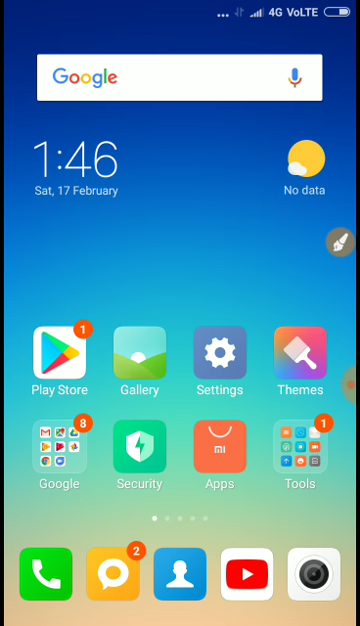 ... 4G VoLTE
Google
1:46
Sat, 17 February
No data
1
Play Store
Gallery
Settings
Themes
8
1
Google
Security
mi
Apps
Tools
2